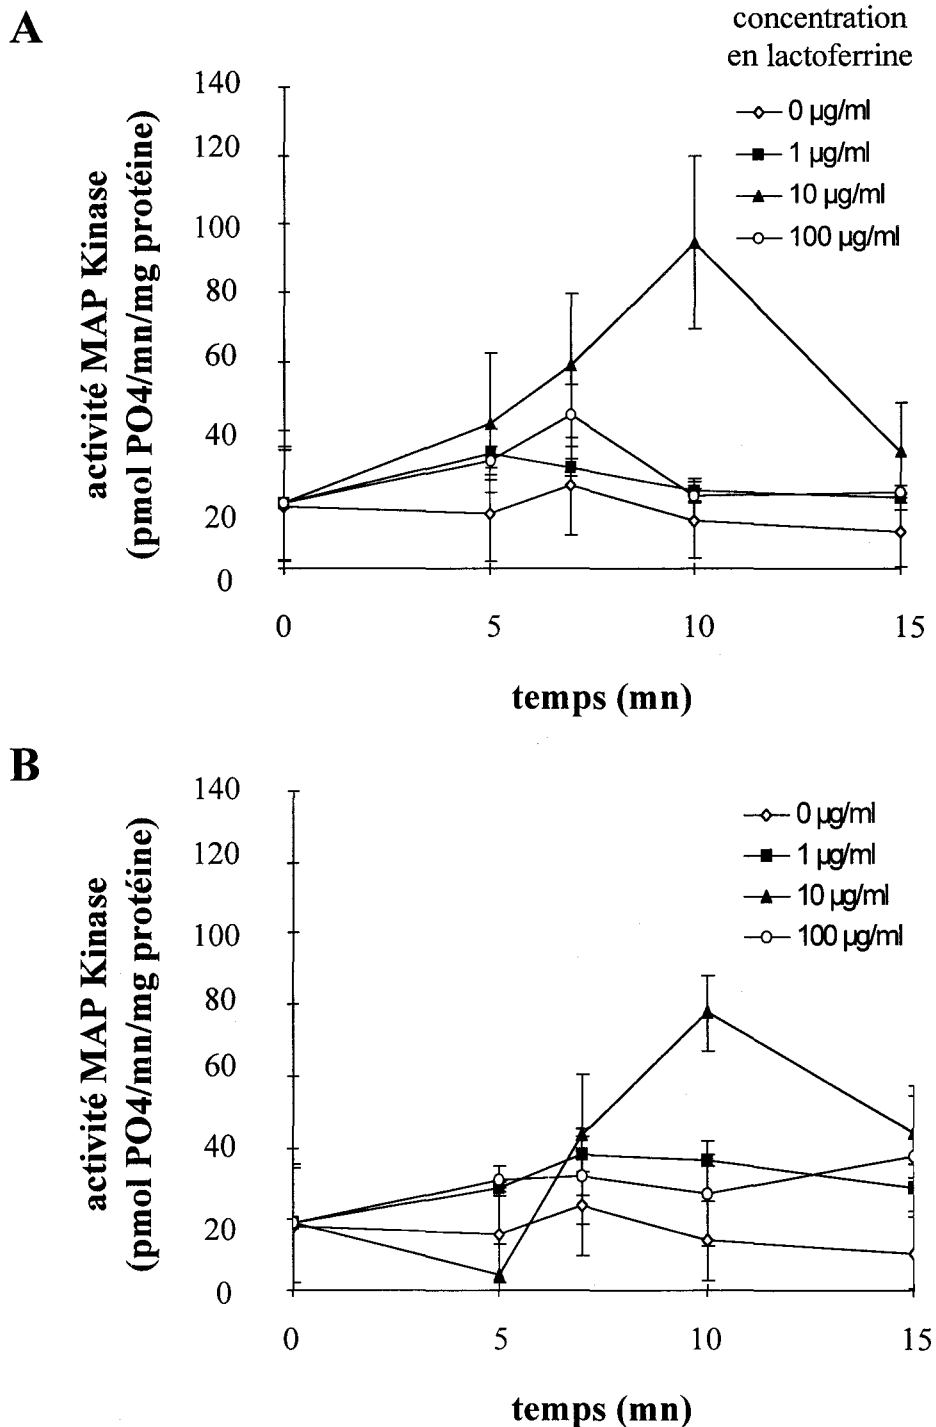 A
concentration
en lactoferrine
0 µg/ml
1 µg/ml
10 µg/ml
100 µg/ml
activité MAP Kinase
(pmol PO4/mn/mg protéine)
140
120
100
80
60
40
20
0
0 5 10 15
temps (mn)
B
0 µg/ml
1 µg/ml
10 µg/ml
100 µg/ml
activité MAP Kinase
(pmol PO4/mn/mg protéine)
140
120
100
80
60
40
20
0
0 5 10 15
temps (mn)